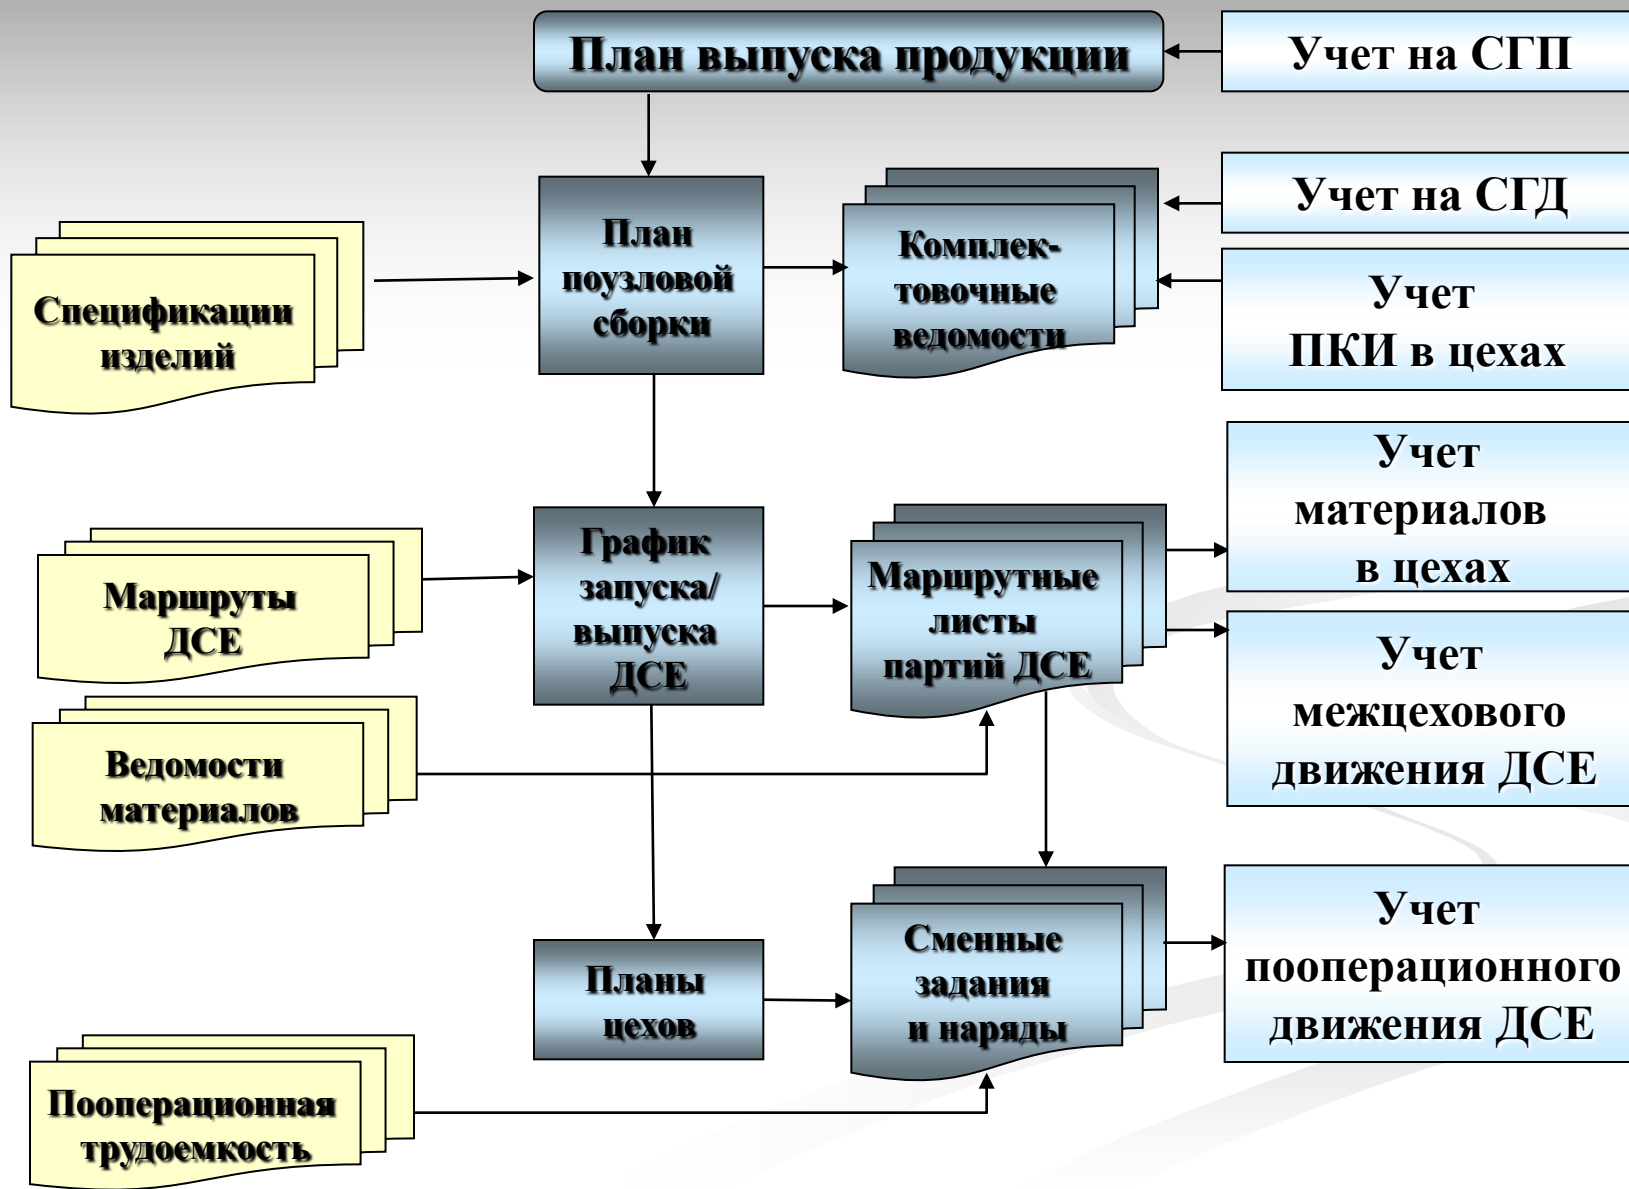 План выпуска продукции
Учет на СГП
Учет на СГД
План
поузловой
сборки
Комплек-
товочные
ведомости
Учет
ПКИ в цехах
Спецификации
изделий
Учет
материалов
в цехах
График
запуска/
выпуска
ДСЕ
Маршрутные
листы
партий ДСЕ
Маршруты
ДСЕ
Учет
межцехового
движения ДСЕ
Ведомости
материалов
Учет
пооперационного
движения ДСЕ
Сменные
задания
и наряды
Планы
цехов
Пооперационная
трудоемкость